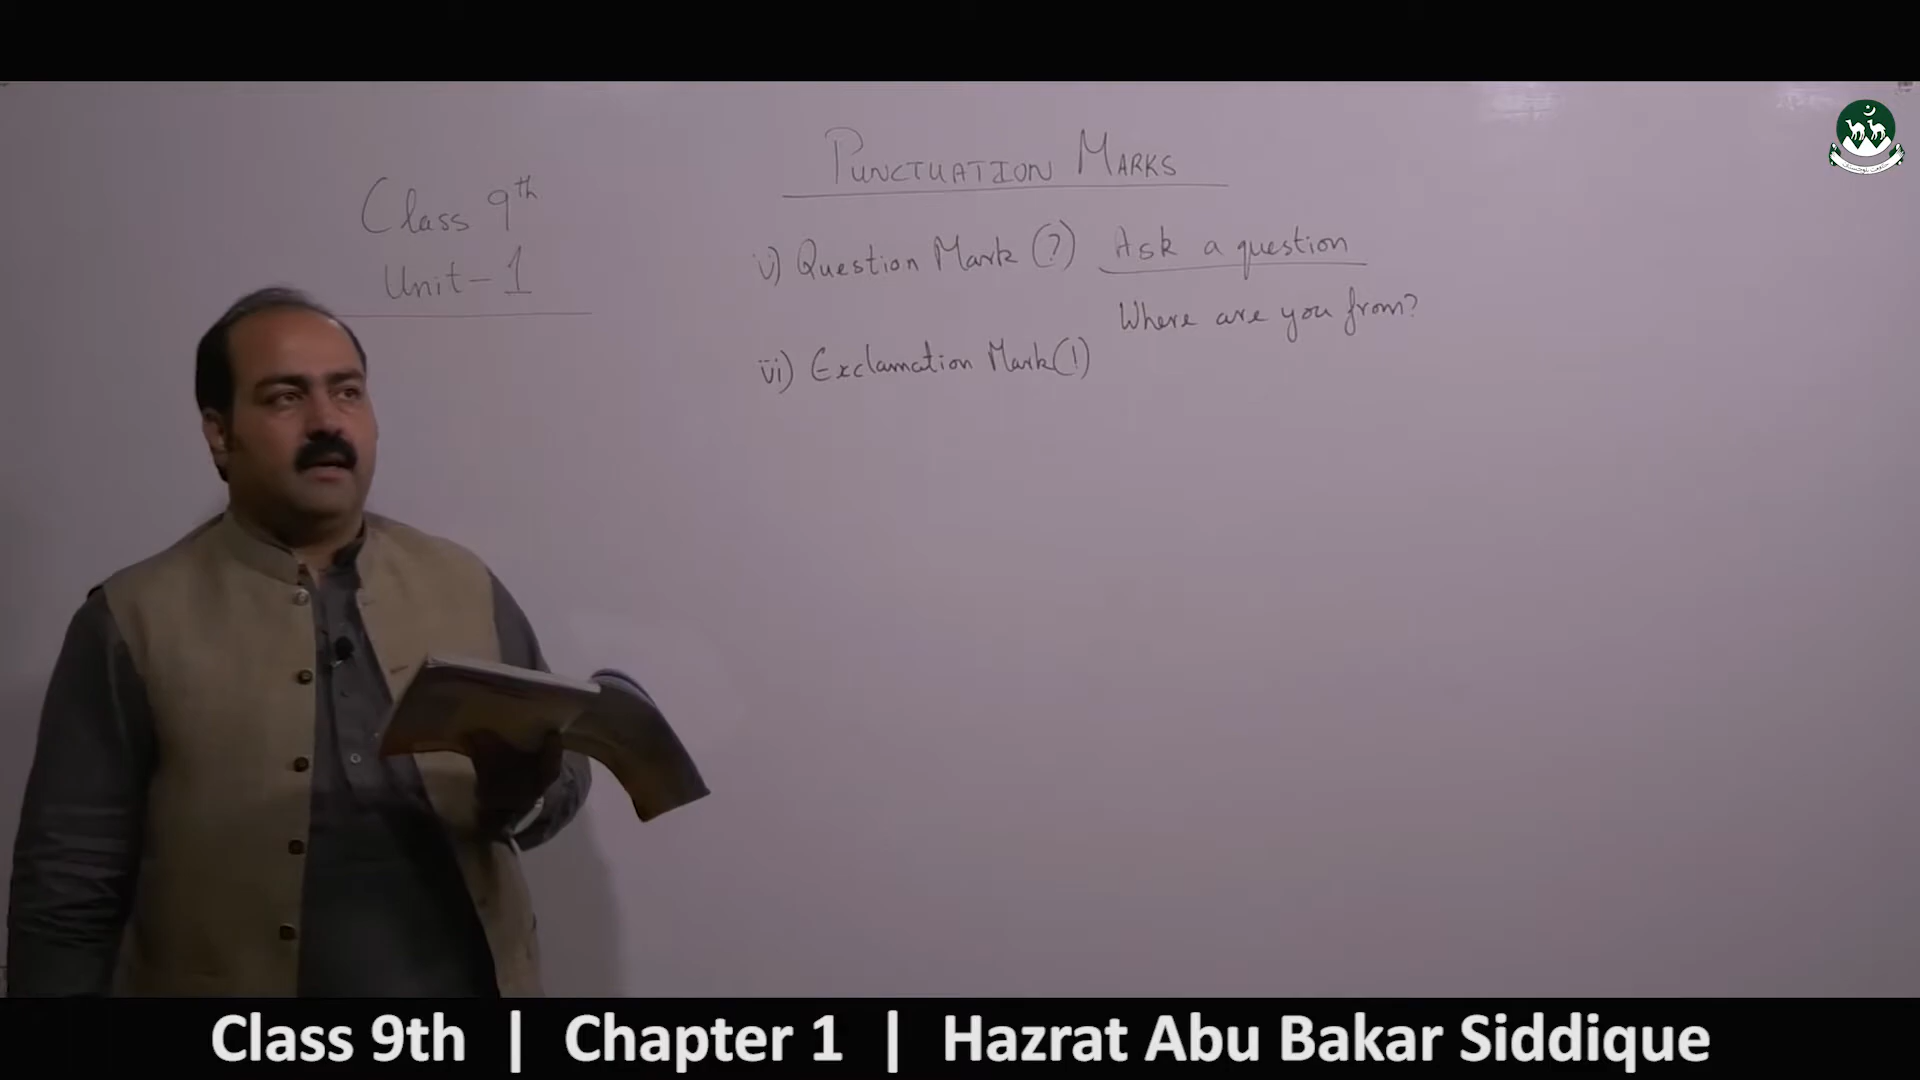 PUNCTUATION MARKS
Class 9th
Unit-1
v) Question Mark (?) Ask a question
Where are you from?
vi) Exclamation Mark (!)
Class 9th | Chapter 1 | Hazrat Abu Bakar Siddique